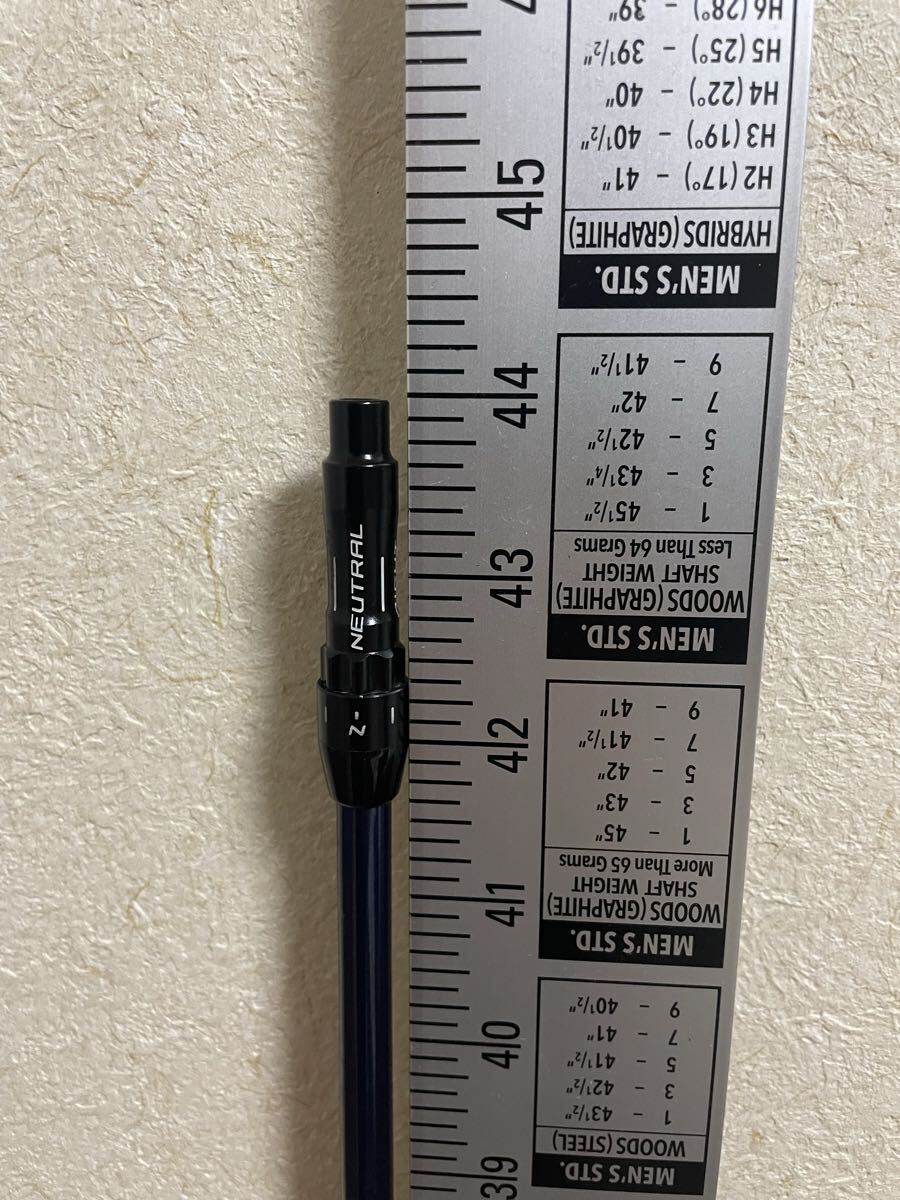 MEN'S STD.
WOODS (STEEL)
1 - 43 1/2"
3 - 42 1/2"
5 - 41 1/2"
7 - 41"
9 - 40 1/2"
MEN'S STD.
WOODS (GRAPHITE)
SHAFT WEIGHT
More Than 65 Grams
1 - 45"
3 - 43"
5 - 42"
7 - 41 1/2"
9 - 41"
MEN'S STD.
WOODS (GRAPHITE)
SHAFT WEIGHT
Less Than 64 Grams
1 - 45 1/2"
3 - 43 1/4"
5 - 42 1/2"
7 - 42"
9 - 41 1/2"
MEN'S STD.
HYBRIDS (GRAPHITE)
H2 (17°) - 41"
H3 (19°) - 40 1/2"
H4 (22°) - 40"
H5 (25°) - 39 1/2"
H6 (28°) - 39"
45
44
43
42
41
40
39
NEUTRAL
N